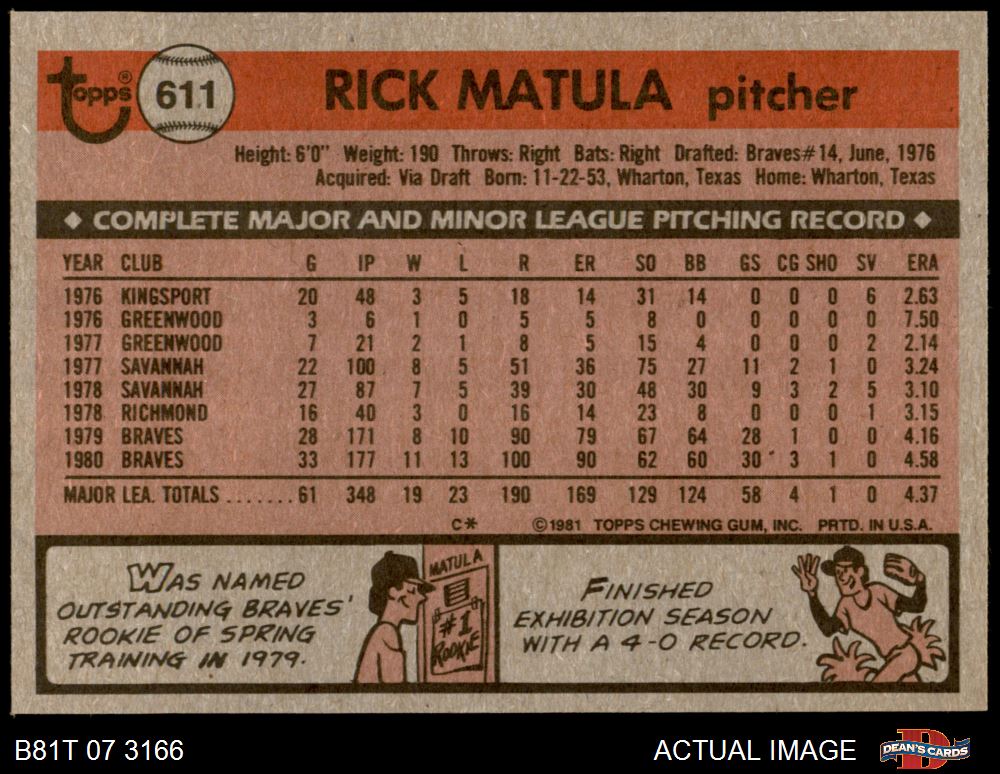 topps® 611 RICK MATULA pitcher
Height: 6'0" Weight: 190 Throws: Right Bats: Right Drafted: Braves#14, June, 1976
Acquired: Via Draft Born: 11-22-53, Wharton, Texas Home: Wharton, Texas
◆ COMPLETE MAJOR AND MINOR LEAGUE PITCHING RECORD ◆
YEAR CLUB G IP W L R ER SO BB GS CG SHO SV ERA
1976 KINGSPORT 20 48 3 5 18 14 31 14 0 0 0 6 2.63
1976 GREENWOOD 3 6 1 0 5 5 8 0 0 0 0 0 7.50
1977 GREENWOOD 7 21 2 1 8 5 15 4 0 0 0 2 2.14
1977 SAVANNAH 22 100 8 5 51 36 75 27 11 2 1 0 3.24
1978 SAVANNAH 27 87 7 5 39 30 48 30 9 3 2 5 3.10
1978 RICHMOND 16 40 3 0 16 14 23 8 0 0 0 1 3.15
1979 BRAVES 28 171 8 10 90 79 67 64 28 1 0 0 4.16
1980 BRAVES 33 177 11 13 100 90 62 60 30 3 1 0 4.58
MAJOR LEA. TOTALS .......61 348 19 23 190 169 129 124 58 4 1 0 4.37
C* ©1981 TOPPS CHEWING GUM, INC. PRTD. IN U.S.A.
WAS NAMED
OUTSTANDING BRAVES'
ROOKIE OF SPRING
TRAINING IN 1979.
MATULA
#1
ROOKIE
FINISHED
EXHIBITION SEASON
WITH A 4-0 RECORD.
B81T 07 3166 ACTUAL IMAGE DEAN'S CARDS